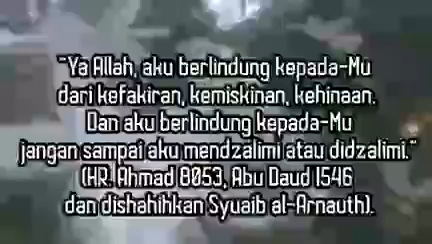 "Ya Allah, aku berlindung kepada-Mu
dari kefakiran, kemiskinan, kehinaan.
Dan aku berlindung kepada-Mu
jangan sampai aku mendzalimi atau didzalimi."
(HR. Ahmad 8053, Abu Daud 1546
dan dishahihkan Syuaib al-Arnauth).